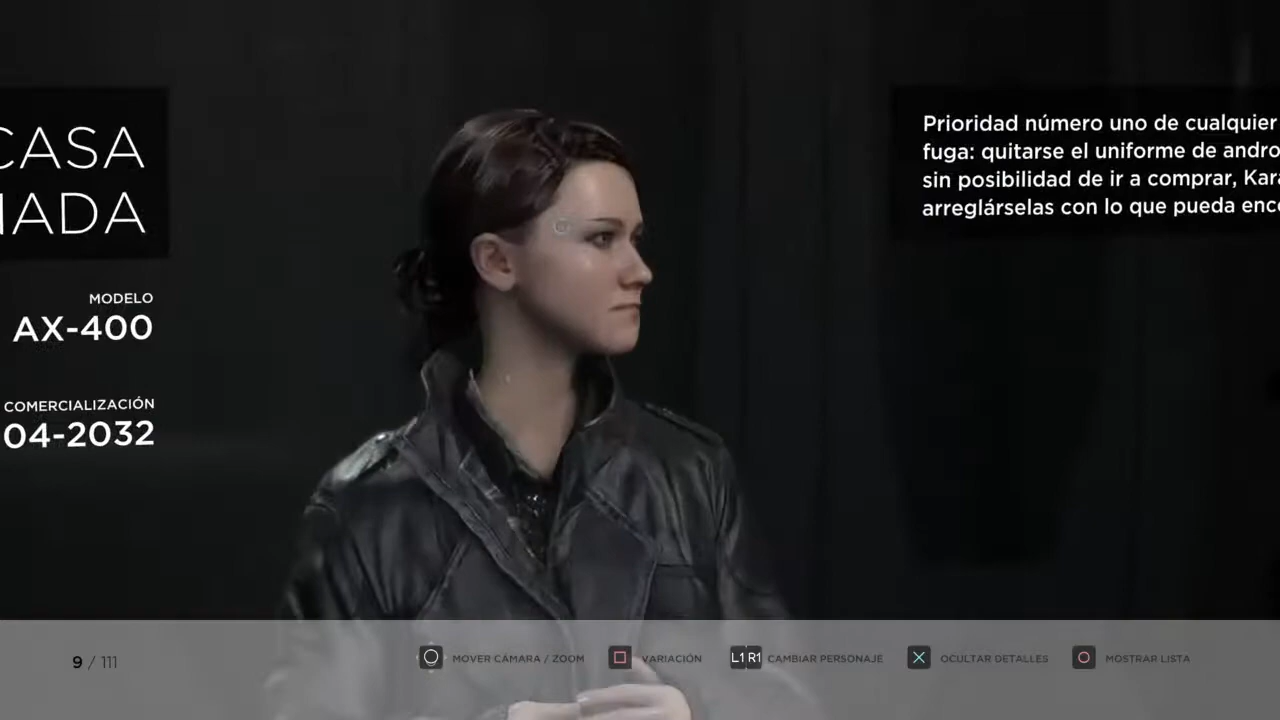 CASA
NADA
MODELO
AX-400
COMERCIALIZACIÓN
04-2032
Prioridad número uno de cualquier
fuga: quitarse el uniforme de andro
sin posibilidad de ir a comprar, Kara
arreglárselas con lo que pueda enco
9 / 111
MOVER CÁMARA / ZOOM
VARIACIÓN
L1 R1 CAMBIAR PERSONAJE
OCULTAR DETALLES
MOSTRAR LISTA